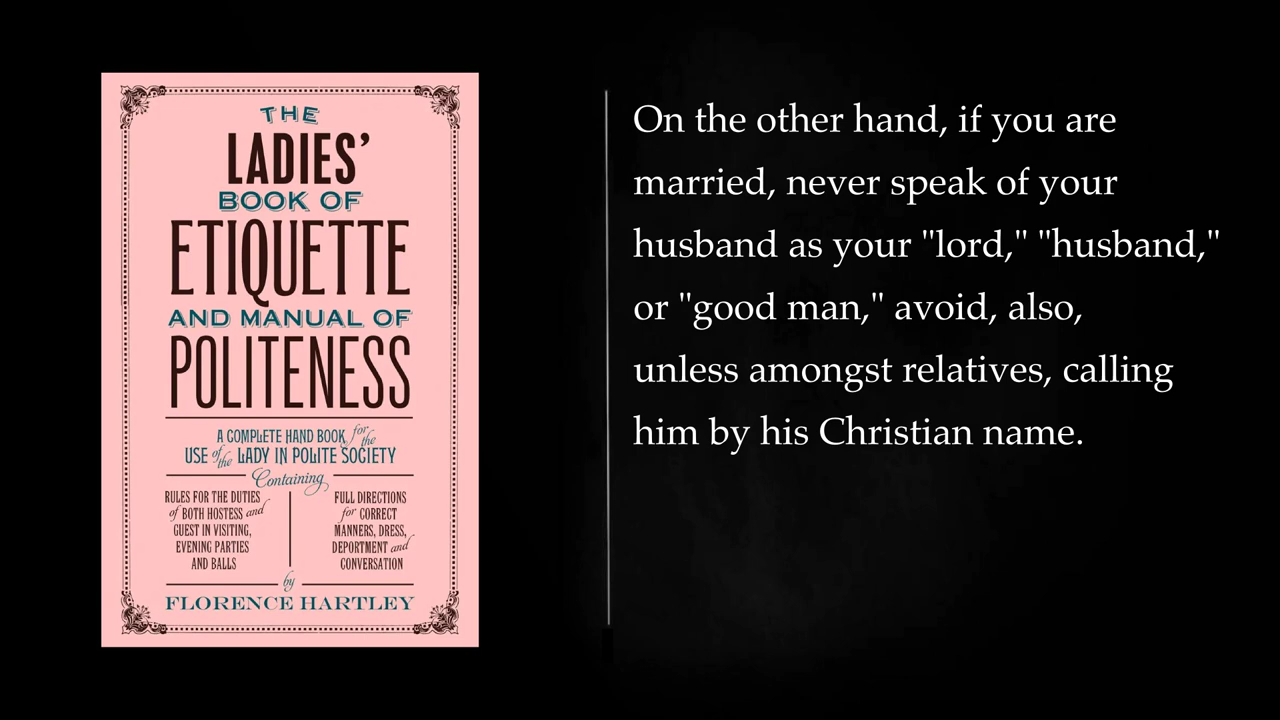 THE
LADIES'
BOOK OF
ETIQUETTE
AND MANUAL OF
POLITENESS
A COMPLETE HAND BOOK for the
USE of the LADY IN POLITE SOCIETY
Containing
RULES FOR THE DUTIES
of BOTH HOSTESS and
GUEST IN VISITING,
EVENING PARTIES
AND BALLS
FULL DIRECTIONS
for CORRECT
MANNERS, DRESS,
DEPORTMENT and
CONVERSATION
by
FLORENCE HARTLEY
On the other hand, if you are
married, never speak of your
husband as your "lord," "husband,"
or "good man," avoid, also,
unless amongst relatives, calling
him by his Christian name.